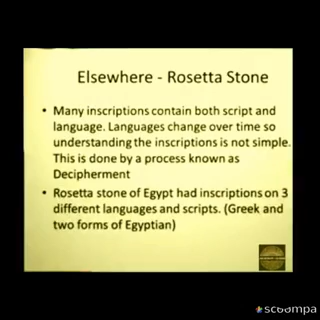 Elsewhere - Rosetta Stone
• Many inscriptions contain both script and
language. Languages change over time so
understanding the inscriptions is not simple.
This is done by a process known as
Decipherment
• Rosetta stone of Egypt had inscriptions on 3
different languages and scripts. (Greek and
two forms of Egyptian)